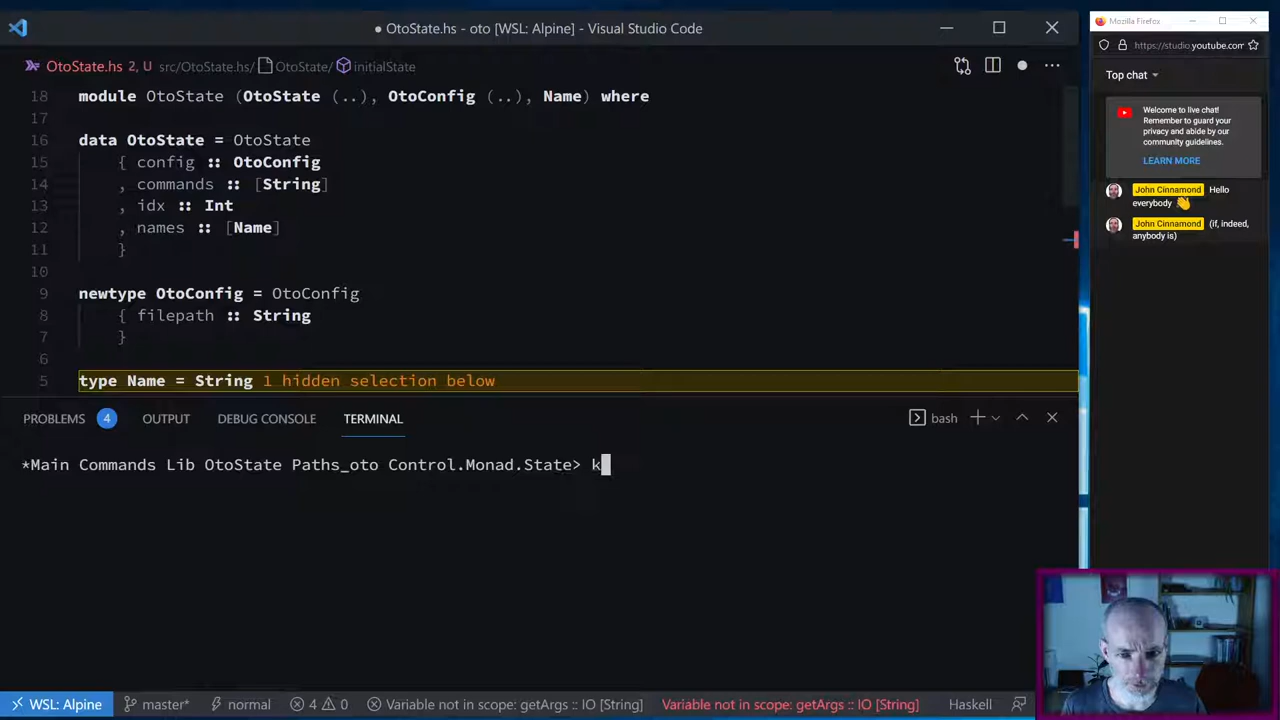 OtoState.hs - oto [WSL: Alpine] - Visual Studio Code
OtoState.hs 2, U src/OtoState.hs/ OtoState/ initialState
18 module OtoState (OtoState (..), OtoConfig (..), Name) where
17
16 data OtoState = OtoState
15 { config :: OtoConfig
14 , commands :: [String]
13 , idx :: Int
12 , names :: [Name]
11 }
10
9 newtype OtoConfig = OtoConfig
8 { filepath :: String
7 }
6
5 type Name = String 1 hidden selection below
PROBLEMS 4 OUTPUT DEBUG CONSOLE TERMINAL bash
*Main Commands Lib OtoState Paths_oto Control.Monad.State> k
WSL: Alpine master* normal 4 0 Variable not in scope: getArgs :: IO [String] Variable not in scope: getArgs :: IO [String] Haskell
Mozilla Firefox
https://studio.youtube.com
Top chat
Welcome to live chat!
Remember to guard your
privacy and abide by our
community guidelines.
LEARN MORE
John Cinnamond Hello
everybody 👋
John Cinnamond (if, indeed,
anybody is)